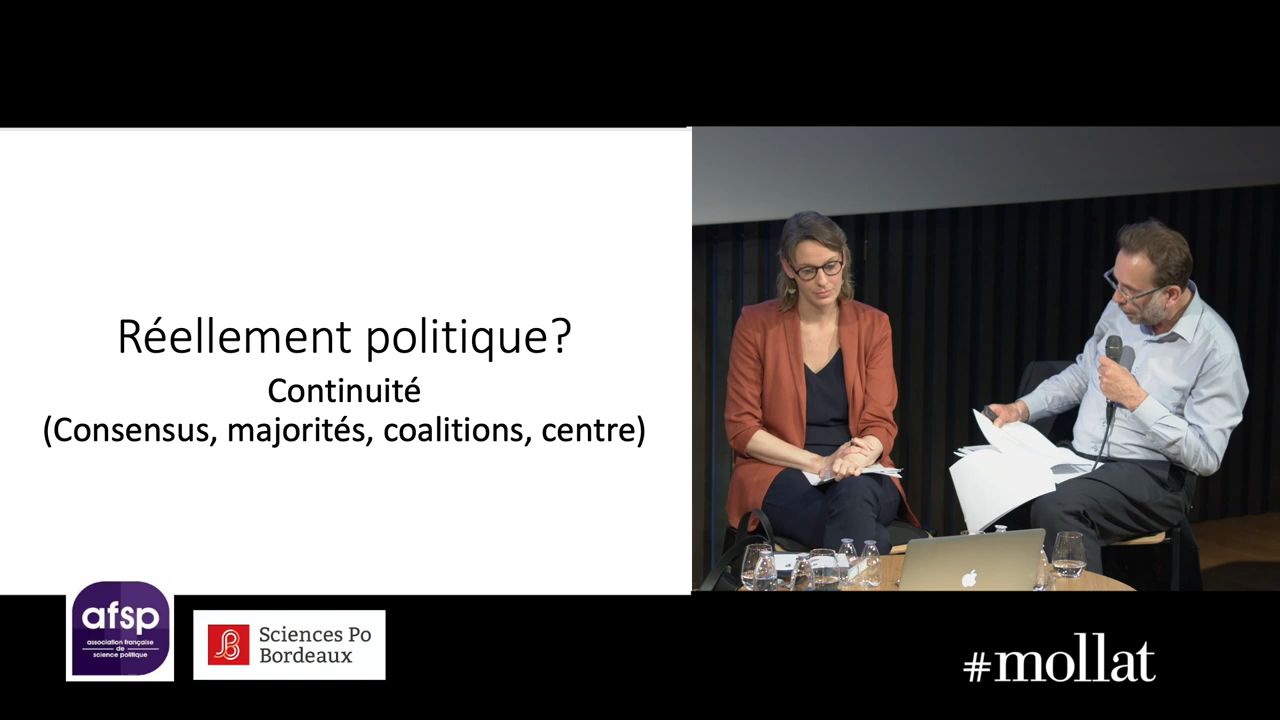 Réellement politique?
Continuité
(Consensus, majorités, coalitions, centre)
afsp
association française
de
science politique
Sciences Po
Bordeaux
#mollat